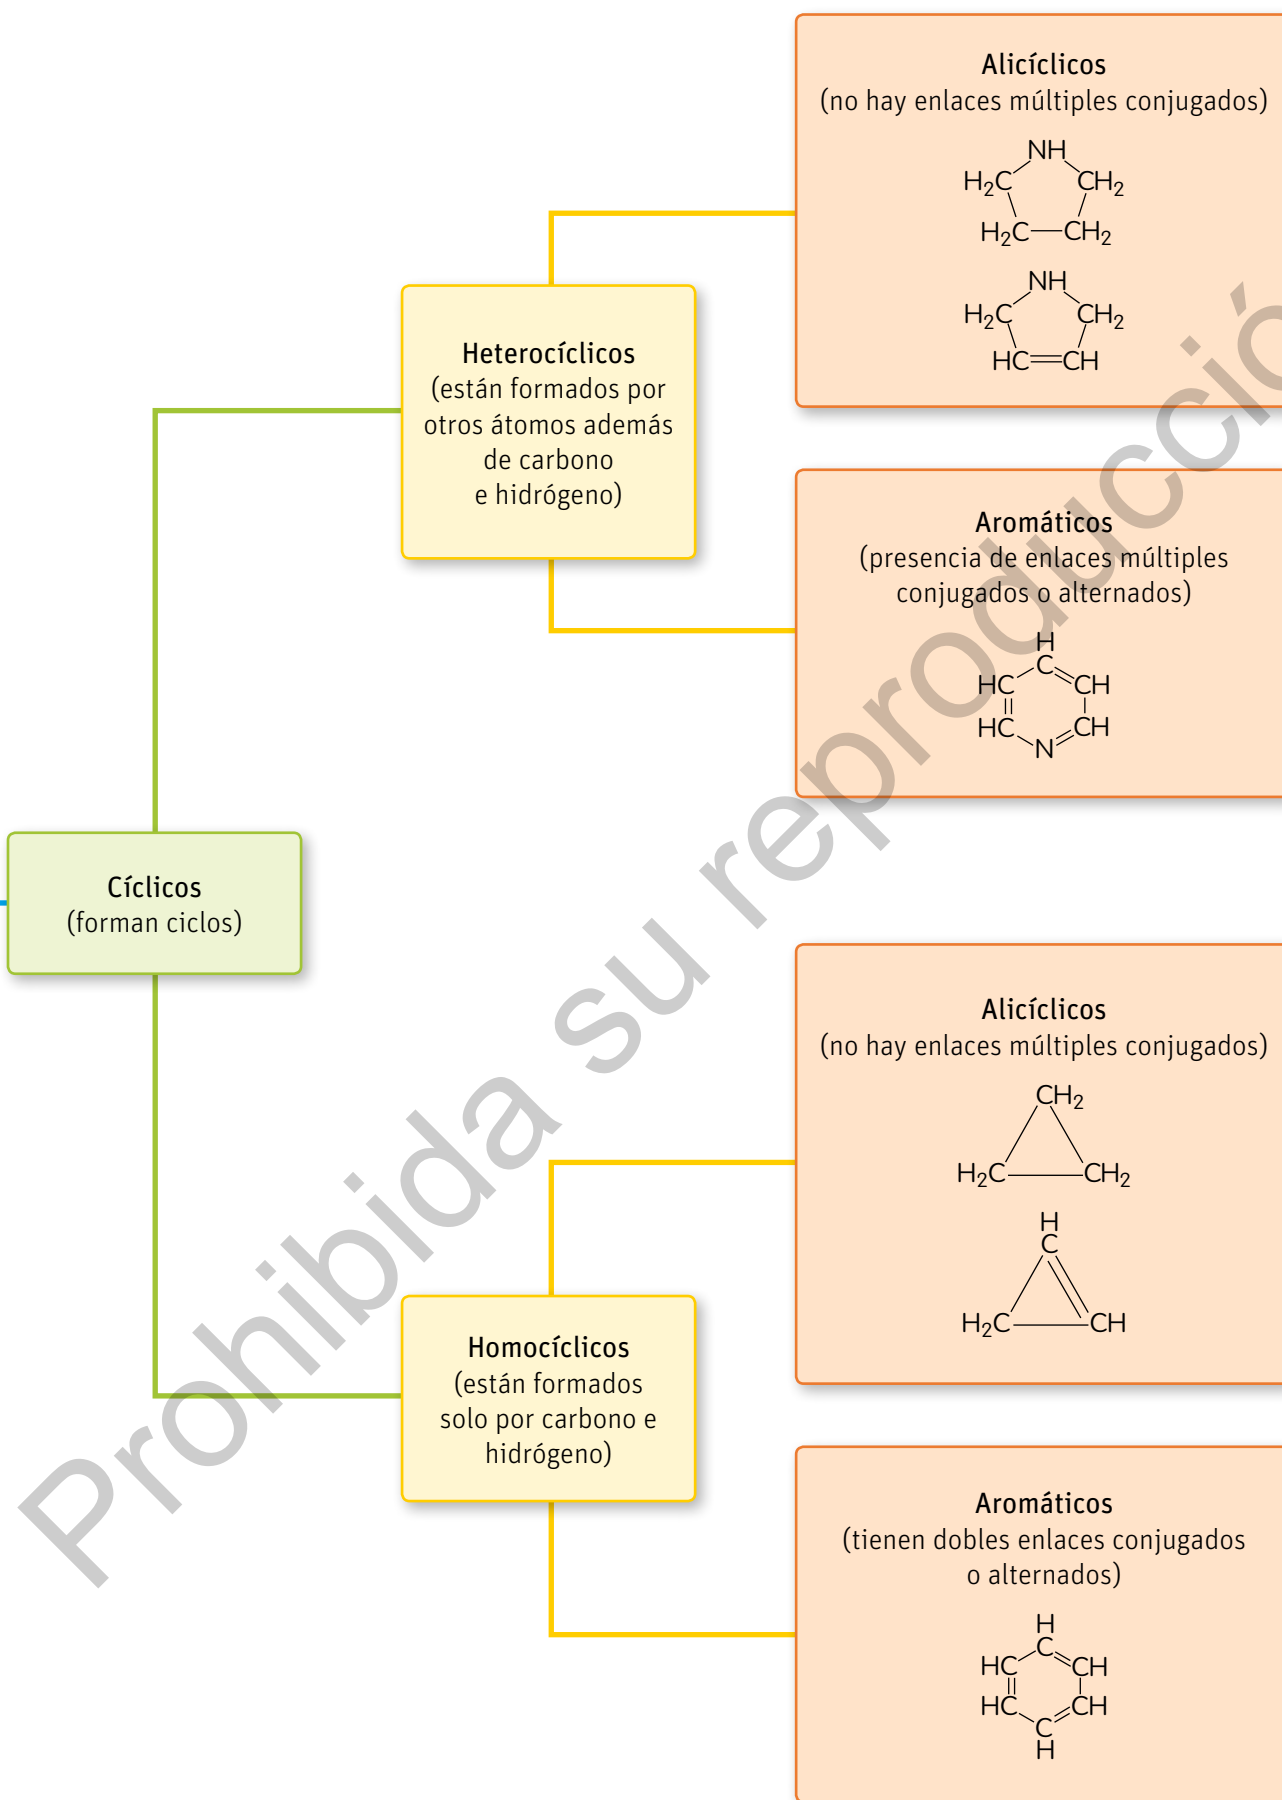 Alicíclicos
(no hay enlaces múltiples conjugados)
NH
H₂C CH₂
H₂C CH₂
NH
H₂C CH₂
HC CH
Heterocíclicos
(están formados por
otros átomos además
de carbono
e hidrógeno)
Aromáticos
(presencia de enlaces múltiples
conjugados o alternados)
H
C
HC CH
HC CH
N
Cíclicos
(forman ciclos)
Alicíclicos
(no hay enlaces múltiples conjugados)
CH₂
H₂C CH₂
H
C
H₂C CH
Homocíclicos
(están formados
solo por carbono e
hidrógeno)
Aromáticos
(tienen dobles enlaces conjugados
o alternados)
H
C
HC CH
HC CH
C
H
Prohibida su reproducció